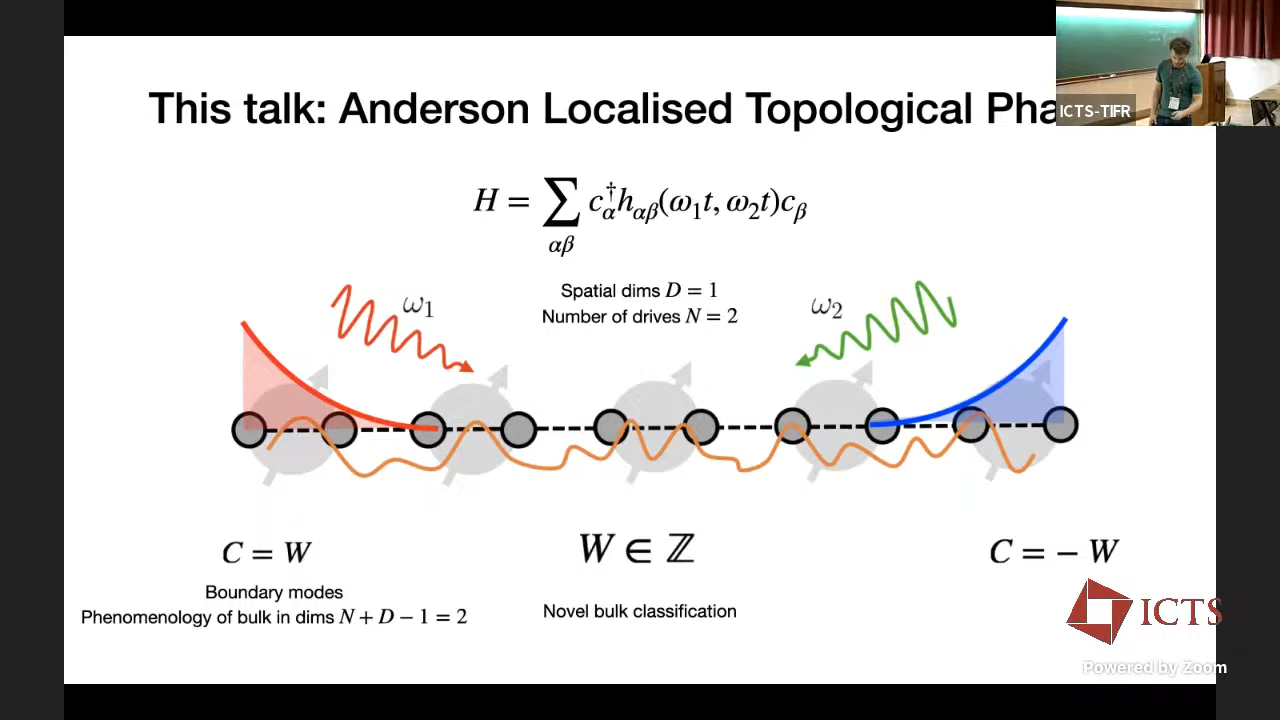 This talk: Anderson Localised Topological Pha
ICTS-TIFR
H = ∑ c†α hαβ(ω₁t, ω₂t)cβ
αβ
Spatial dims D = 1
Number of drives N = 2
ω₁
ω₂
C = W
W ∈ ℤ
C = − W
Boundary modes
Phenomenology of bulk in dims N + D − 1 = 2
Novel bulk classification
ICTS
Powered by Zoom